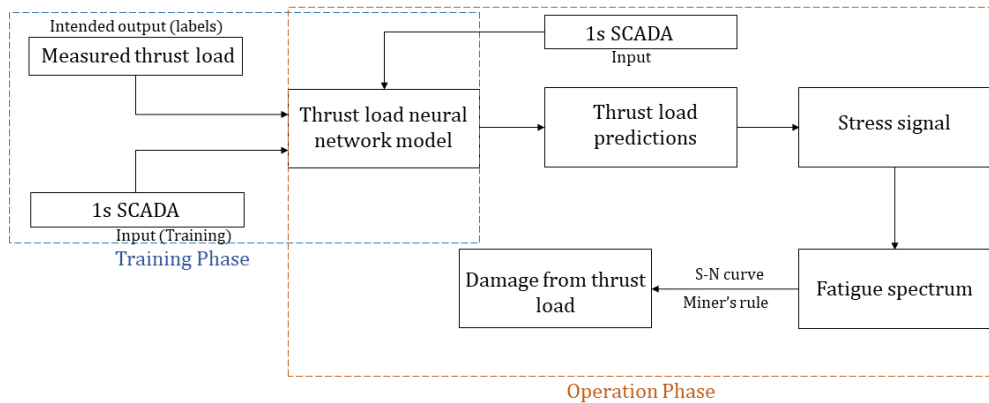 Intended output (labels)
Measured thrust load
1s SCADA
Input
Thrust load neural
network model
Thrust load
predictions
Stress signal
1s SCADA
Input (Training)
Training Phase
Damage from thrust
load
S-N curve
Miner's rule
Fatigue spectrum
Operation Phase